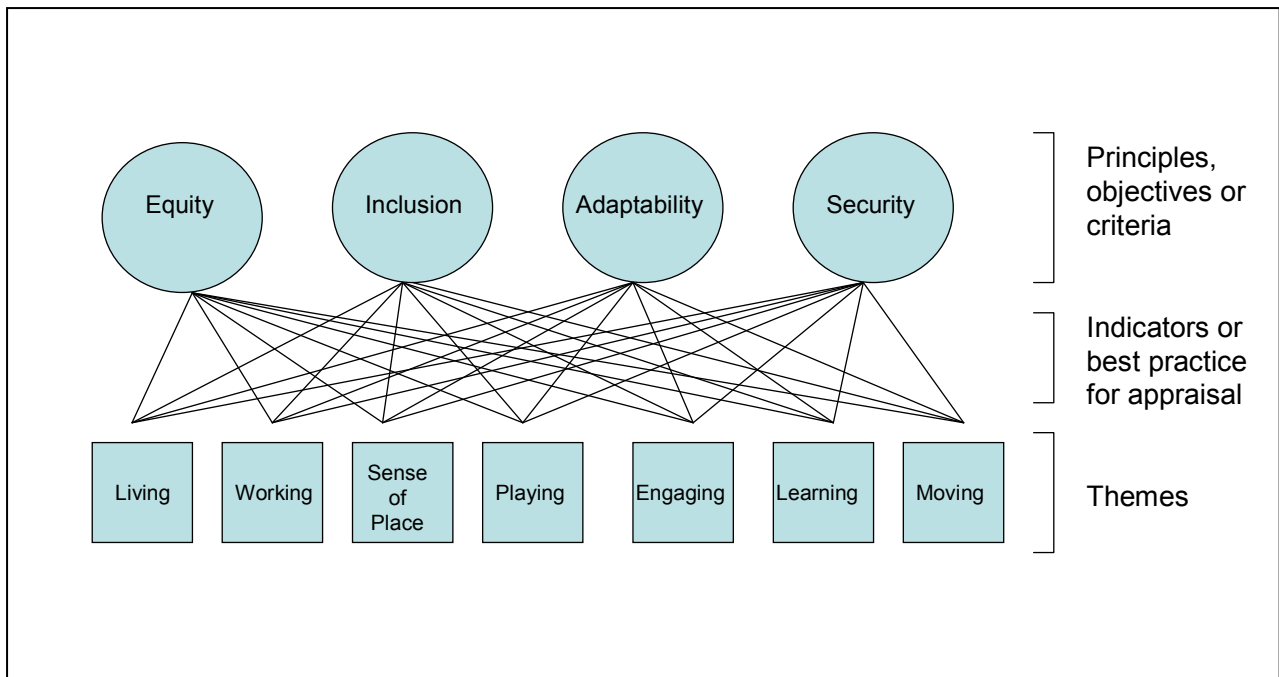 Equity
Inclusion
Adaptability
Security
Principles,
objectives or
criteria
Indicators or
best practice
for appraisal
Living
Working
Sense
of
Place
Playing
Engaging
Learning
Moving
Themes